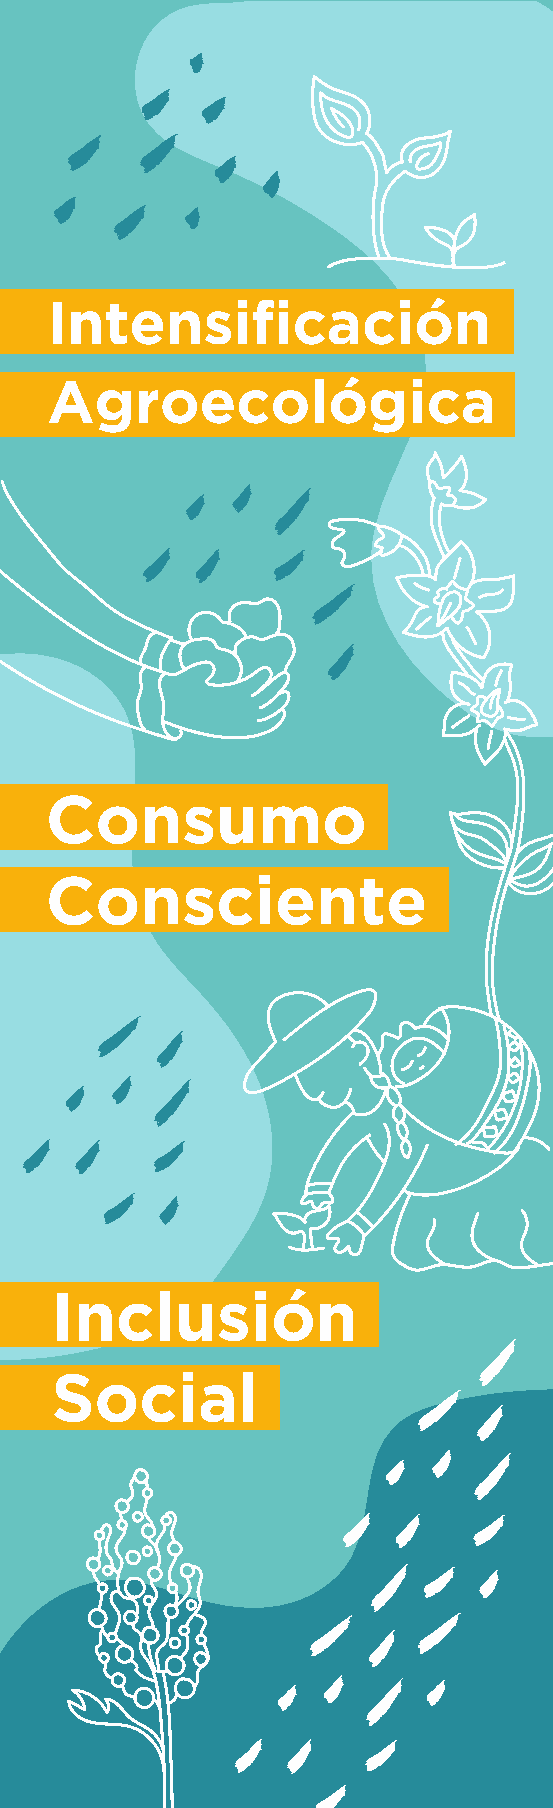 Intensificación
Agroecológica
Consumo
Consciente
Inclusión
Social